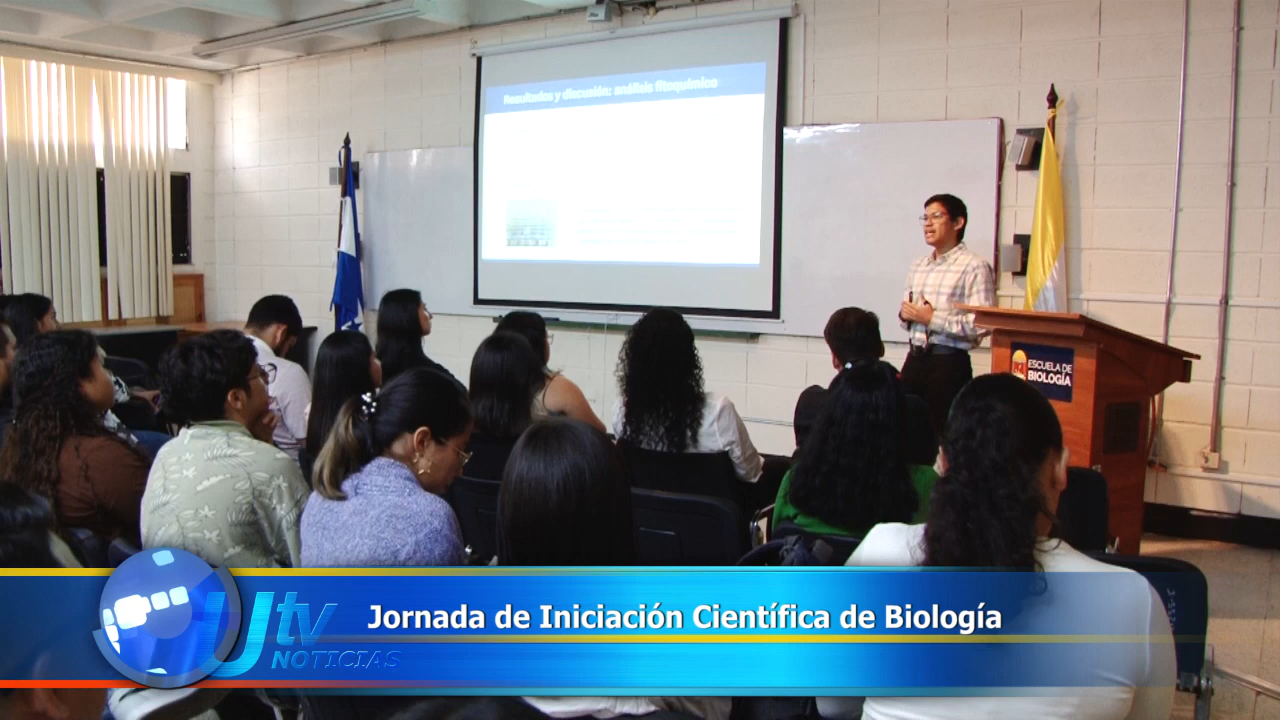 Resultados y discusión: análisis fitoquímico
ESCUELA DE
BIOLOGÍA
Utv
NOTICIAS
Jornada de Iniciación Científica de Biología